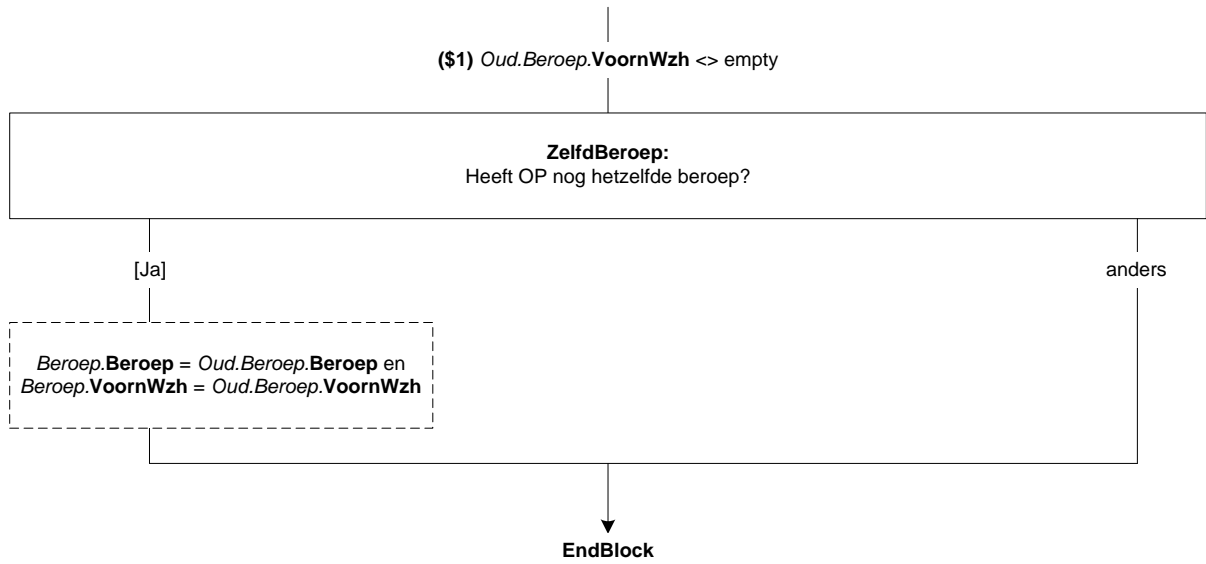 ($1) Oud.Beroep.VoornWzh <> empty
ZelfdBeroep:
Heeft OP nog hetzelfde beroep?
[Ja]
anders
Beroep.Beroep = Oud.Beroep.Beroep en
Beroep.VoornWzh = Oud.Beroep.VoornWzh
EndBlock